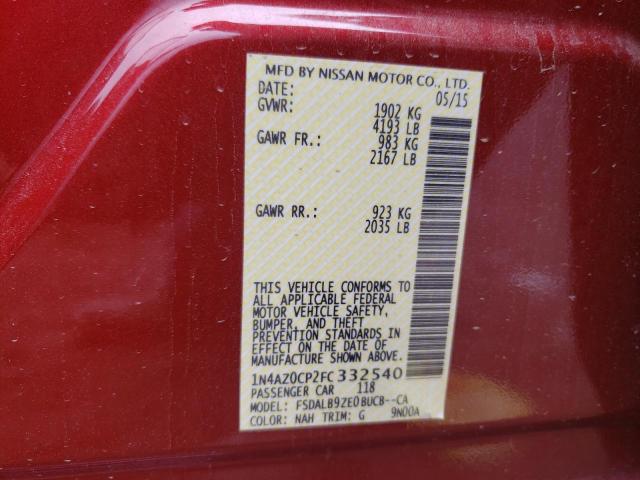 MFD BY NISSAN MOTOR CO., LTD.
DATE: 05/15
GVWR: 1902 KG
4193 LB
GAWR FR.: 983 KG
2167 LB
GAWR RR.: 923 KG
2035 LB
THIS VEHICLE CONFORMS TO
ALL APPLICABLE FEDERAL
MOTOR VEHICLE SAFETY,
BUMPER, AND THEFT
PREVENTION STANDARDS IN
EFFECT ON THE DATE OF
MANUFACTURE SHOWN ABOVE.
1N4AZ0CP2FC332540
PASSENGER CAR 118
MODEL: FSDALB9ZE0BUCB--CA
COLOR: NAH TRIM: G 9N00A